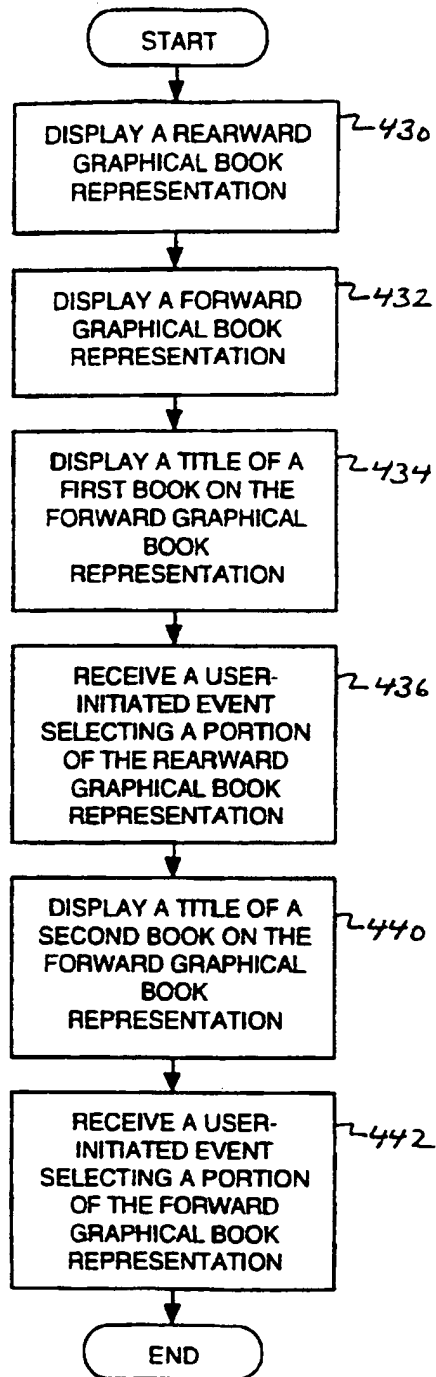 START
DISPLAY A REARWARD
GRAPHICAL BOOK
REPRESENTATION
430
DISPLAY A FORWARD
GRAPHICAL BOOK
REPRESENTATION
432
DISPLAY A TITLE OF A
FIRST BOOK ON THE
FORWARD GRAPHICAL
BOOK
REPRESENTATION
434
RECEIVE A USER-
INITIATED EVENT
SELECTING A PORTION
OF THE REARWARD
GRAPHICAL BOOK
REPRESENTATION
436
DISPLAY A TITLE OF A
SECOND BOOK ON THE
FORWARD GRAPHICAL
BOOK
REPRESENTATION
440
RECEIVE A USER-
INITIATED EVENT
SELECTING A PORTION
OF THE FORWARD
GRAPHICAL BOOK
REPRESENTATION
442
END